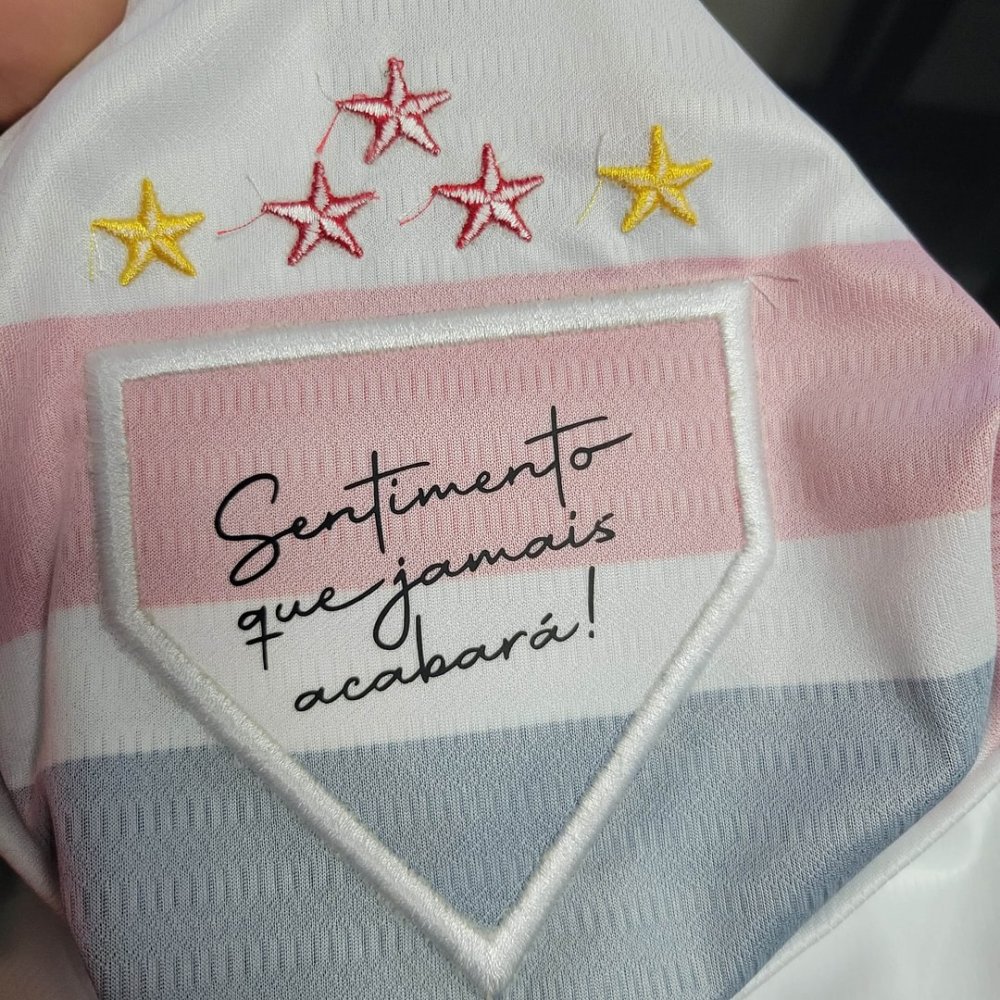 Sentimento
que jamais
acabará!